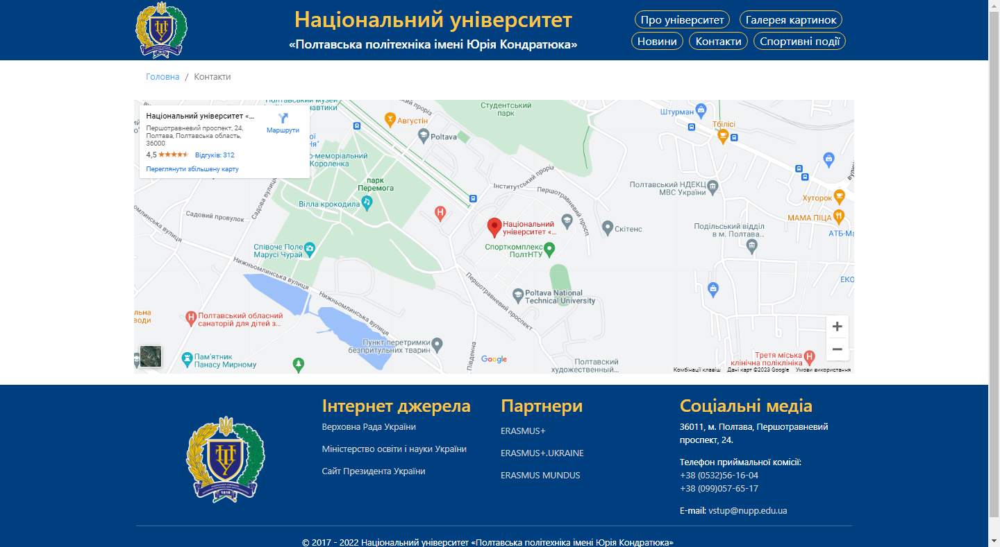 Національний університет
«Полтавська політехніка імені Юрія Кондратюка»
Про університет
Галерея картинок
Новини
Контакти
Спортивні події
Головна / Контакти
Національний університет «...
Першотравневий проспект, 24,
Полтава, Полтавська область,
36000
4,5
Відгуків: 312
Переглянути збільшену карту
Маршрути
Полтавський музей
Студентський
парк
Штурман
Тбілісі
Августін
Poltava
парк
Перемога
Короленка
Інститутський прорі
Першотравневий просп.
Полтавський НДЕКЦ
МВС України
Вілла крокодила
Садова вулиця
Садовий провулок
Хуторок
МАМА ПІЦА
Національний
університет «...
Скітенс
Подільський відділ
в м. Полтава...
Співоче Поле
Марусі Чурай
Спорткомплекс
ПолтНТУ
Нижньомлинська вулиця
Першотравневий проспект
Poltava National
Technical University
ЕКО
Полтавський обласний
санаторій для дітей з...
Нижньомлинська вулиця
Пункт перетримки
безпритульних тварин
Південна
Пам'ятник
Панасу Мирному
Google
Полтавский
художественный...
Третя міська
клінічна поліклініка
+
−
Комбінації клавіш
Дані карт ©2023 Google
Умови використання
Інтернет джерела
Верховна Рада України
Міністерство освіти і науки України
Сайт Президента України
Партнери
ERASMUS+
ERASMUS+.UKRAINE
ERASMUS MUNDUS
Соціальні медіа
36011, м. Полтава, Першотравневий
проспект, 24.
Телефон приймальної комісії:
+38 (0532)56-16-04
+38 (099)057-65-17
E-mail: vstup@nupp.edu.ua
© 2017 - 2022 Національний університет «Полтавська політехніка імені Юрія Кондратюка»